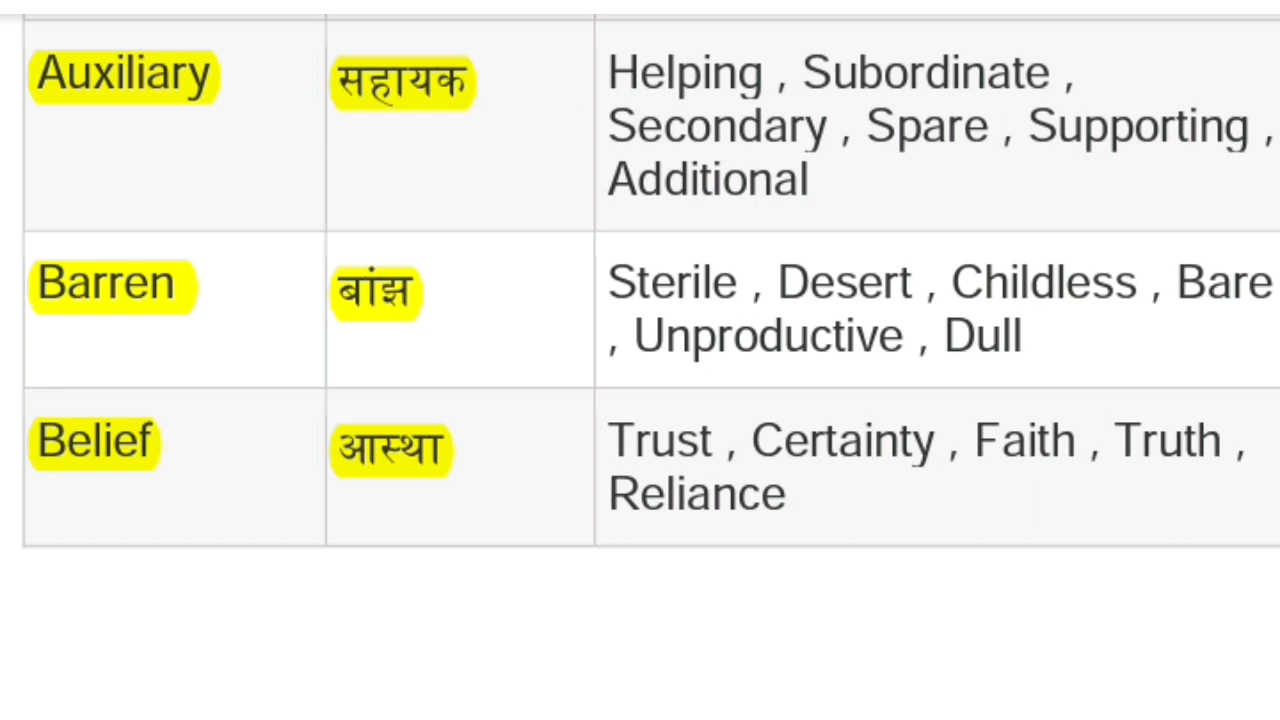 Auxiliary सहायक Helping , Subordinate ,
Secondary , Spare , Supporting ,
Additional
Barren बांझ Sterile , Desert , Childless , Bare
, Unproductive , Dull
Belief आस्था Trust , Certainty , Faith , Truth ,
Reliance